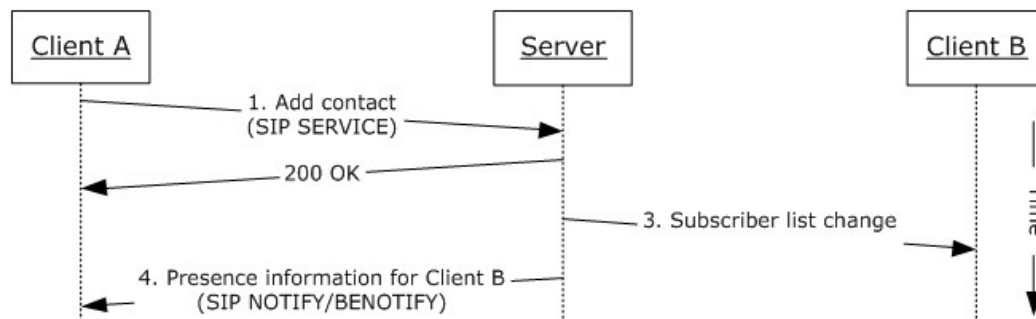 Client A
Server
Client B
1. Add contact
(SIP SERVICE)
200 OK
3. Subscriber list change
Time
4. Presence information for Client B
(SIP NOTIFY/BENOTIFY)